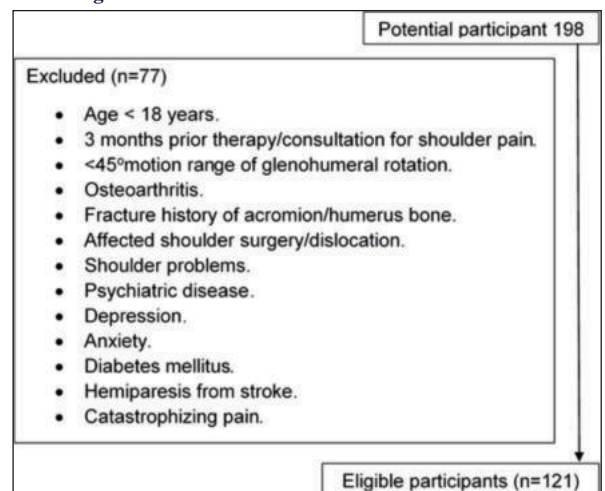 Potential participant 198
Excluded (n=77)
• Age < 18 years.
• 3 months prior therapy/consultation for shoulder pain.
• <45°motion range of glenohumeral rotation.
• Osteoarthritis.
• Fracture history of acromion/humerus bone.
• Affected shoulder surgery/dislocation.
• Shoulder problems.
• Psychiatric disease.
• Depression.
• Anxiety.
• Diabetes mellitus.
• Hemiparesis from stroke.
• Catastrophizing pain.
Eligible participants (n=121)